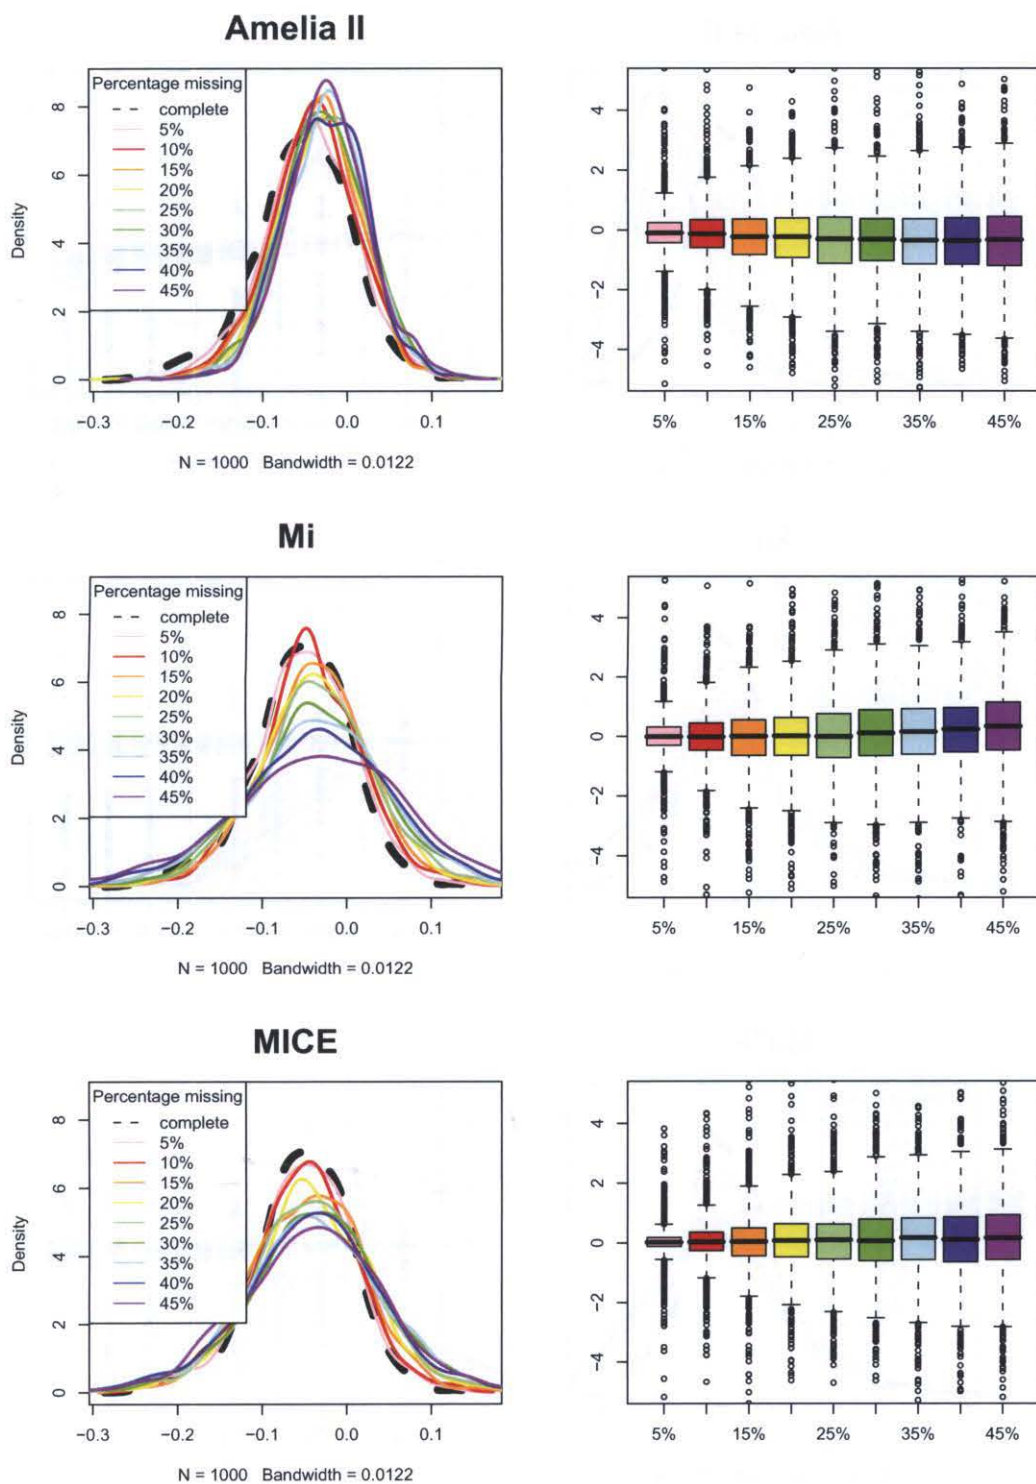 Amelia II
Percentage missing
complete
5%
10%
15%
20%
25%
30%
35%
40%
45%
Density
0 2 4 6 8
−0.3 −0.2 −0.1 0.0 0.1
N = 1000 Bandwidth = 0.0122
−4 −2 0 2 4
5% 15% 25% 35% 45%
Mi
Percentage missing
complete
5%
10%
15%
20%
25%
30%
35%
40%
45%
Density
0 2 4 6 8
−0.3 −0.2 −0.1 0.0 0.1
N = 1000 Bandwidth = 0.0122
−4 −2 0 2 4
5% 15% 25% 35% 45%
MICE
Percentage missing
complete
5%
10%
15%
20%
25%
30%
35%
40%
45%
Density
0 2 4 6 8
−0.3 −0.2 −0.1 0.0 0.1
N = 1000 Bandwidth = 0.0122
−4 −2 0 2 4
5% 15% 25% 35% 45%